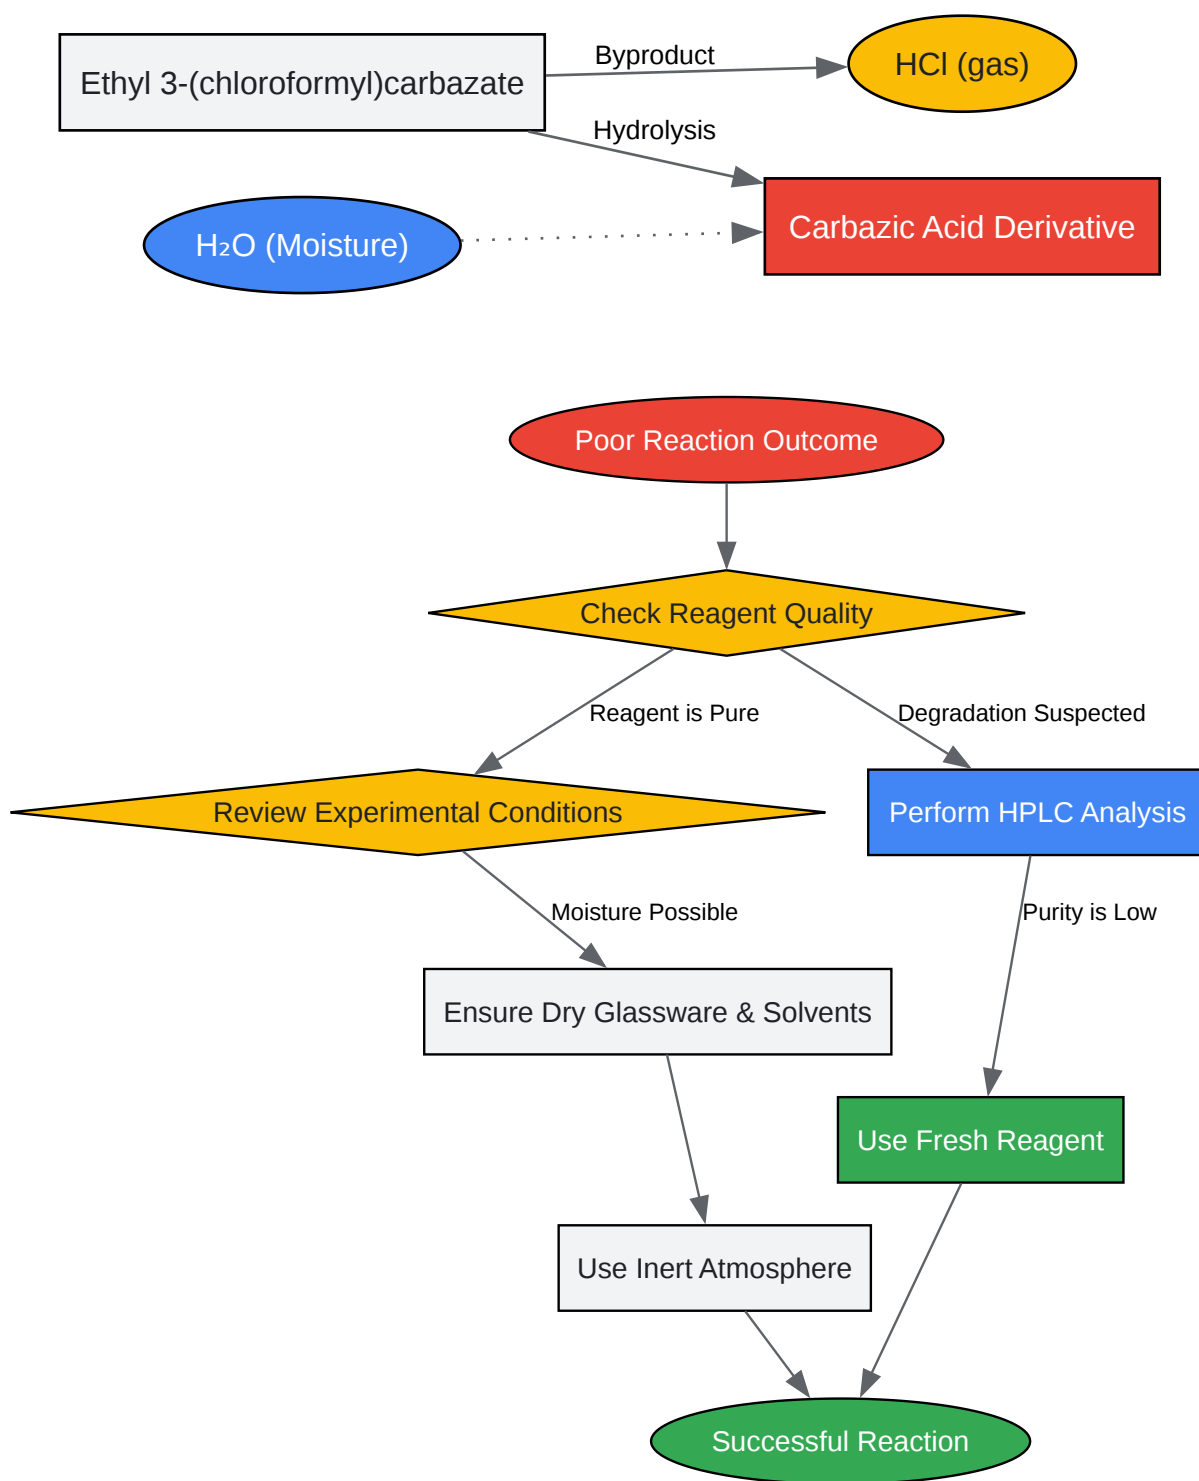 Byproduct
HCl (gas)
Ethyl 3-(chloroformyl)carbazate
Hydrolysis
Carbazic Acid Derivative
H₂O (Moisture)
Poor Reaction Outcome
Check Reagent Quality
Reagent is Pure
Degradation Suspected
Review Experimental Conditions
Perform HPLC Analysis
Moisture Possible
Purity is Low
Ensure Dry Glassware & Solvents
Use Fresh Reagent
Use Inert Atmosphere
Successful Reaction